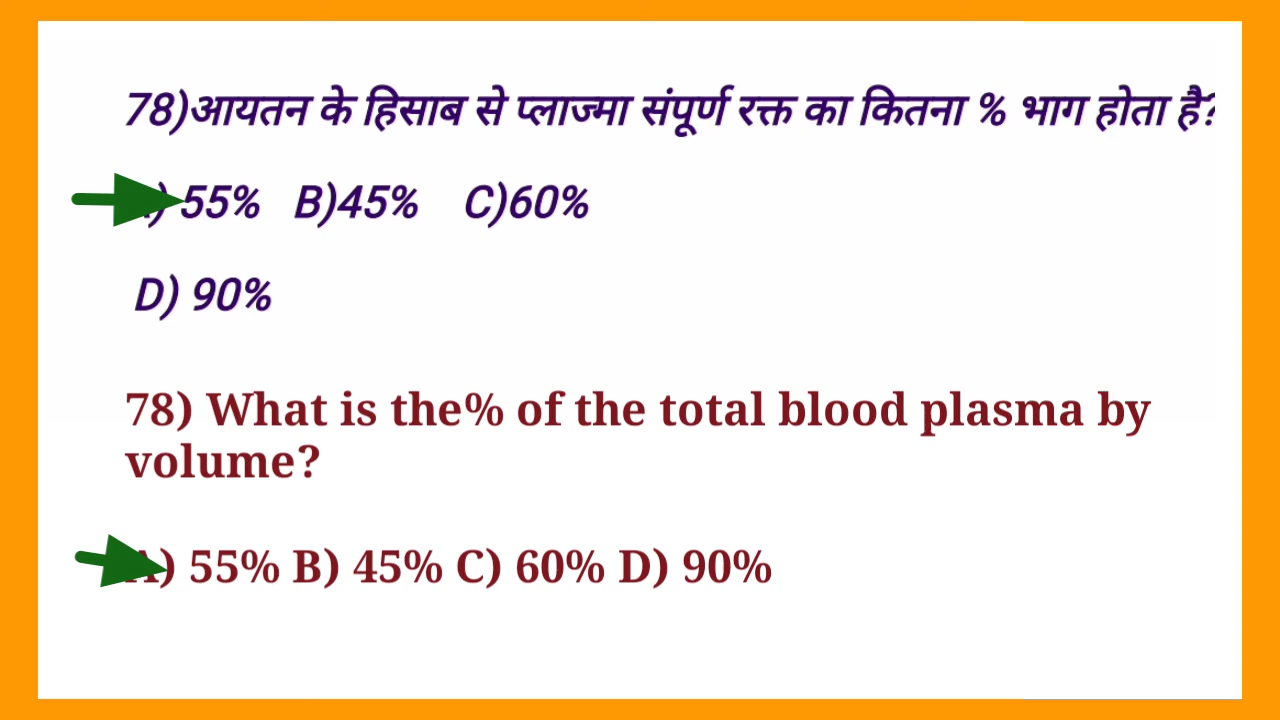 78)आयतन के हिसाब से प्लाज्मा संपूर्ण रक्त का कितना % भाग होता है?
A) 55% B)45% C)60%
D) 90%
78) What is the% of the total blood plasma by
volume?
A) 55% B) 45% C) 60% D) 90%